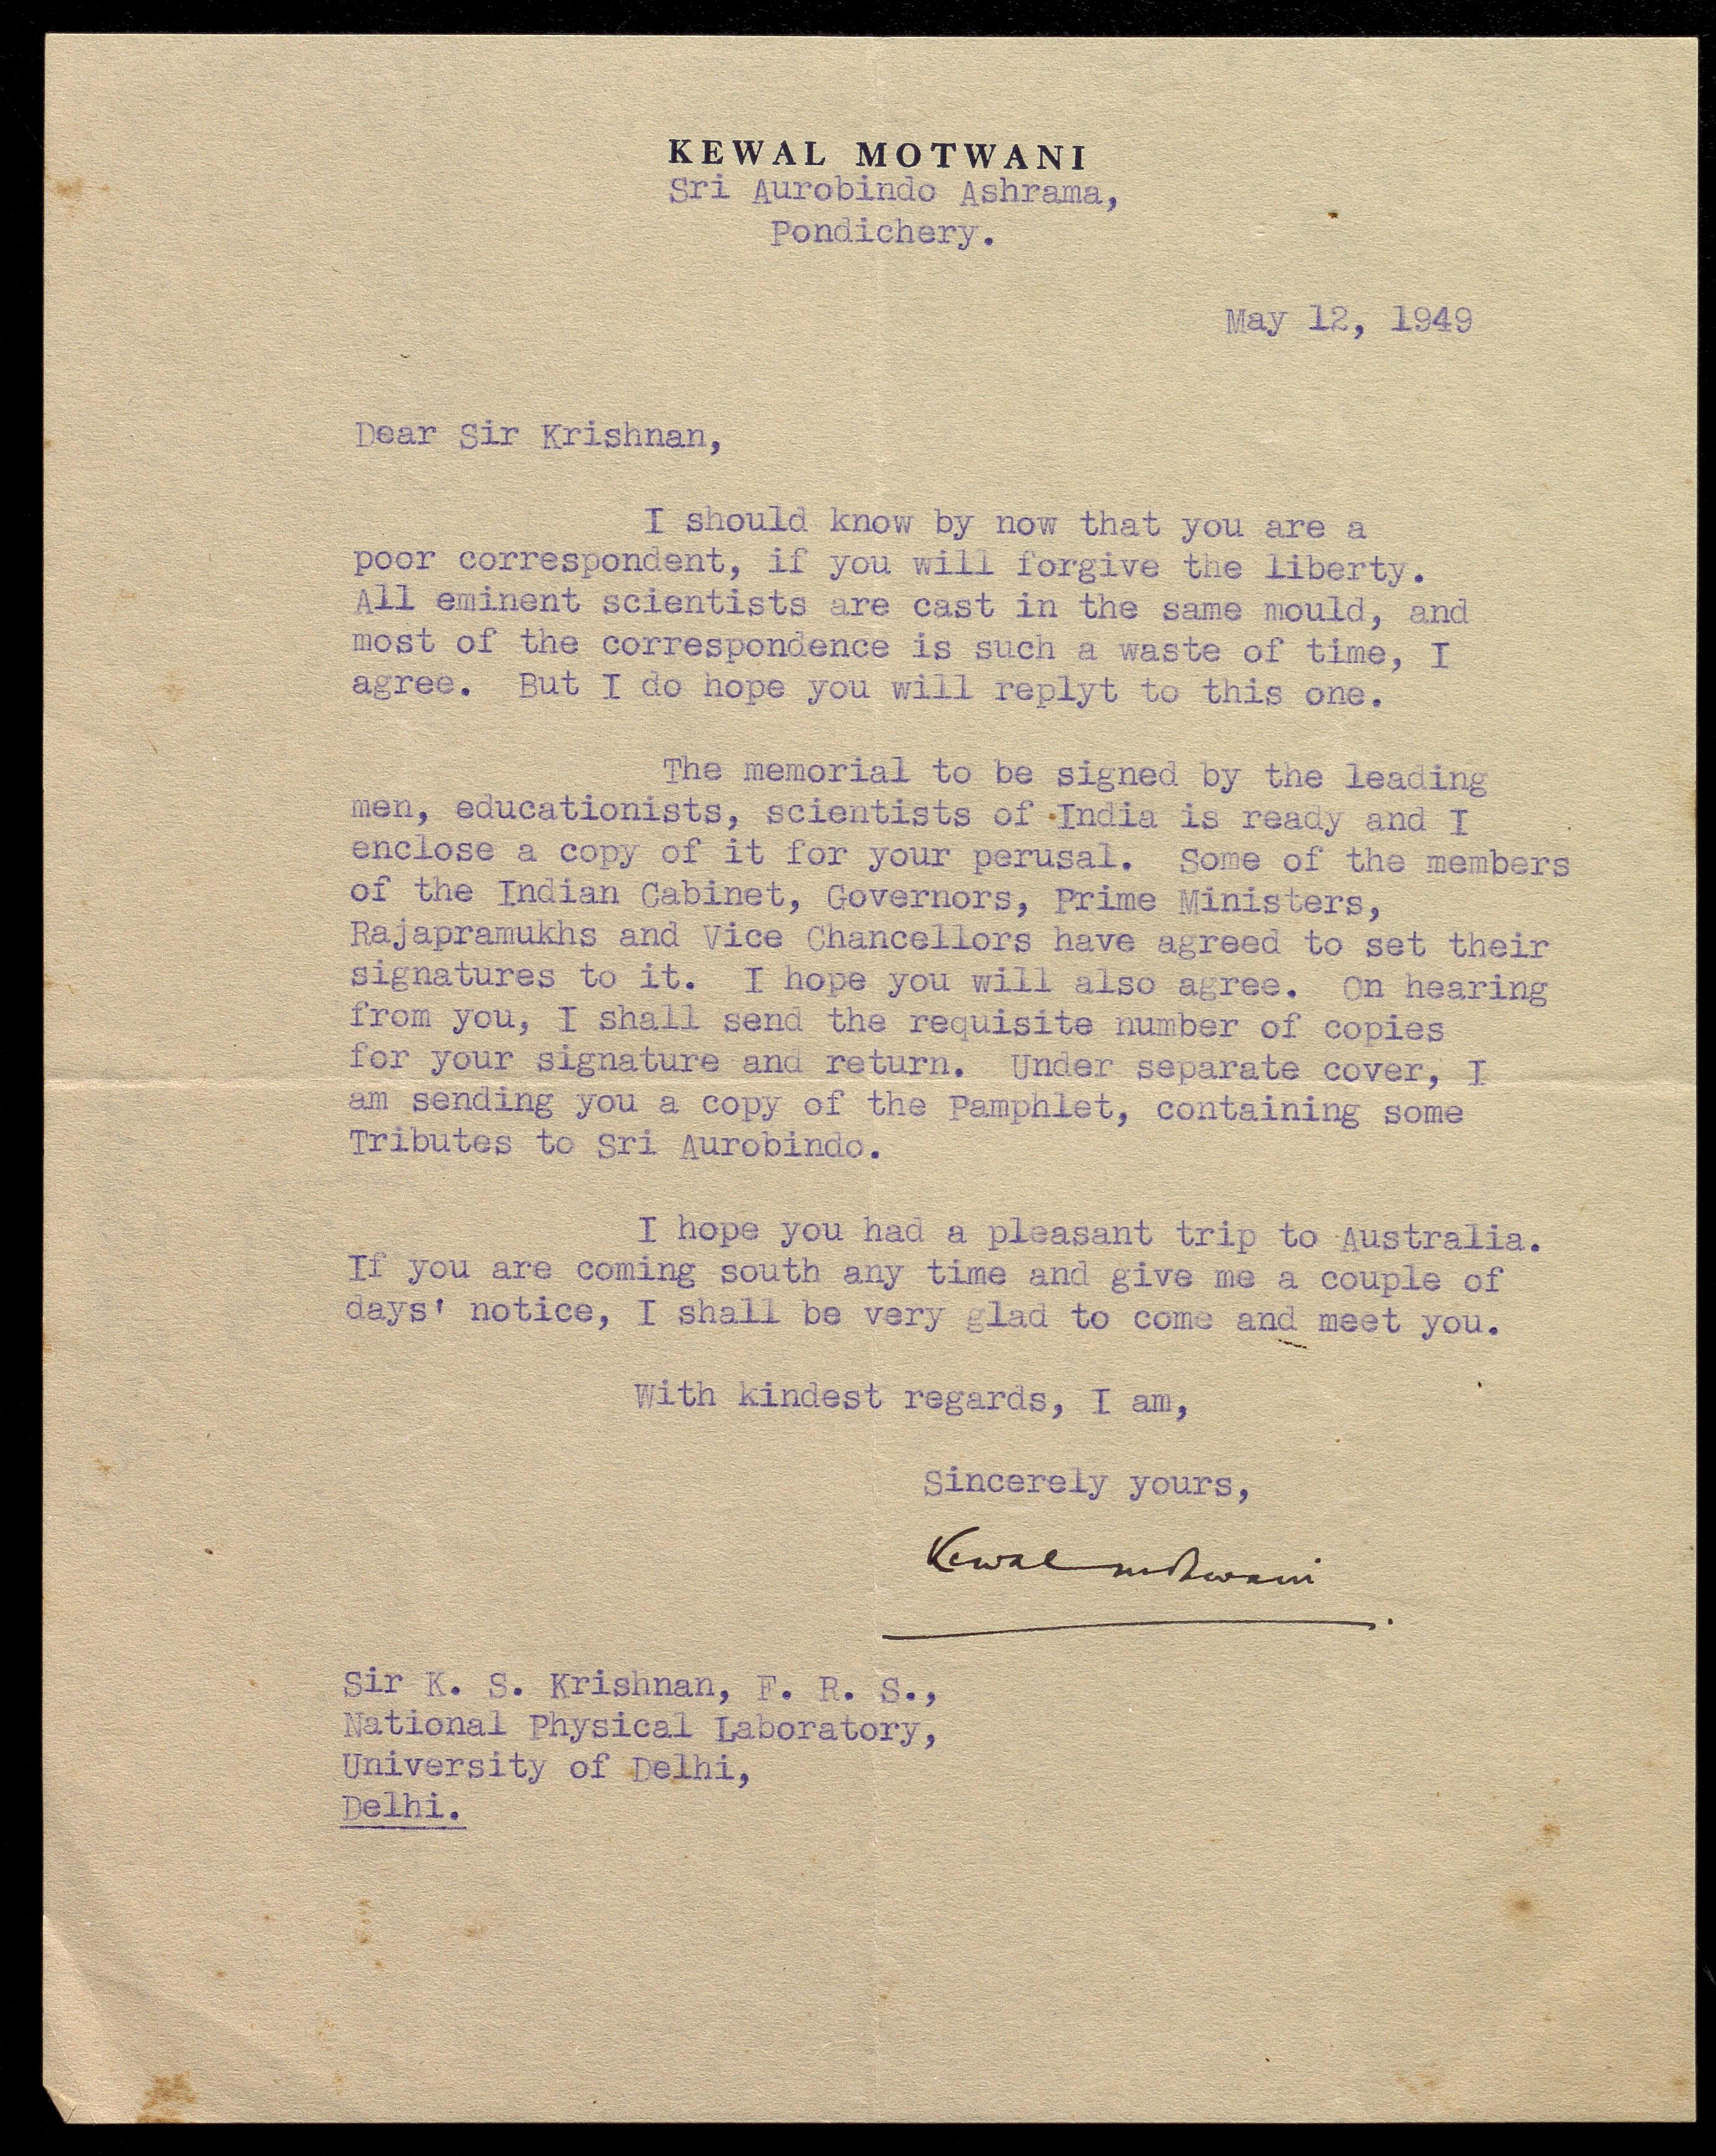 KEWAL MOTWANI
Sri Aurobindo Ashrama,
Pondichery.
May 12, 1949
Dear Sir Krishnan,
I should know by now that you are a
poor correspondent, if you will forgive the liberty.
All eminent scientists are cast in the same mould, and
most of the correspondence is such a waste of time, I
agree. But I do hope you will replyt to this one.
The memorial to be signed by the leading
men, educationists, scientists of India is ready and I
enclose a copy of it for your perusal. Some of the members
of the Indian Cabinet, Governors, Prime Ministers,
Rajapramukhs and Vice Chancellors have agreed to set their
signatures to it. I hope you will also agree. On hearing
from you, I shall send the requisite number of copies
for your signature and return. Under separate cover, I
am sending you a copy of the Pamphlet, containing some
Tributes to Sri Aurobindo.
I hope you had a pleasant trip to Australia.
If you are coming south any time and give me a couple of
days' notice, I shall be very glad to come and meet you.
With kindest regards, I am,
Sincerely yours,
Kewal Motwani
Sir K. S. Krishnan, F. R. S.,
National Physical Laboratory,
University of Delhi,
Delhi.